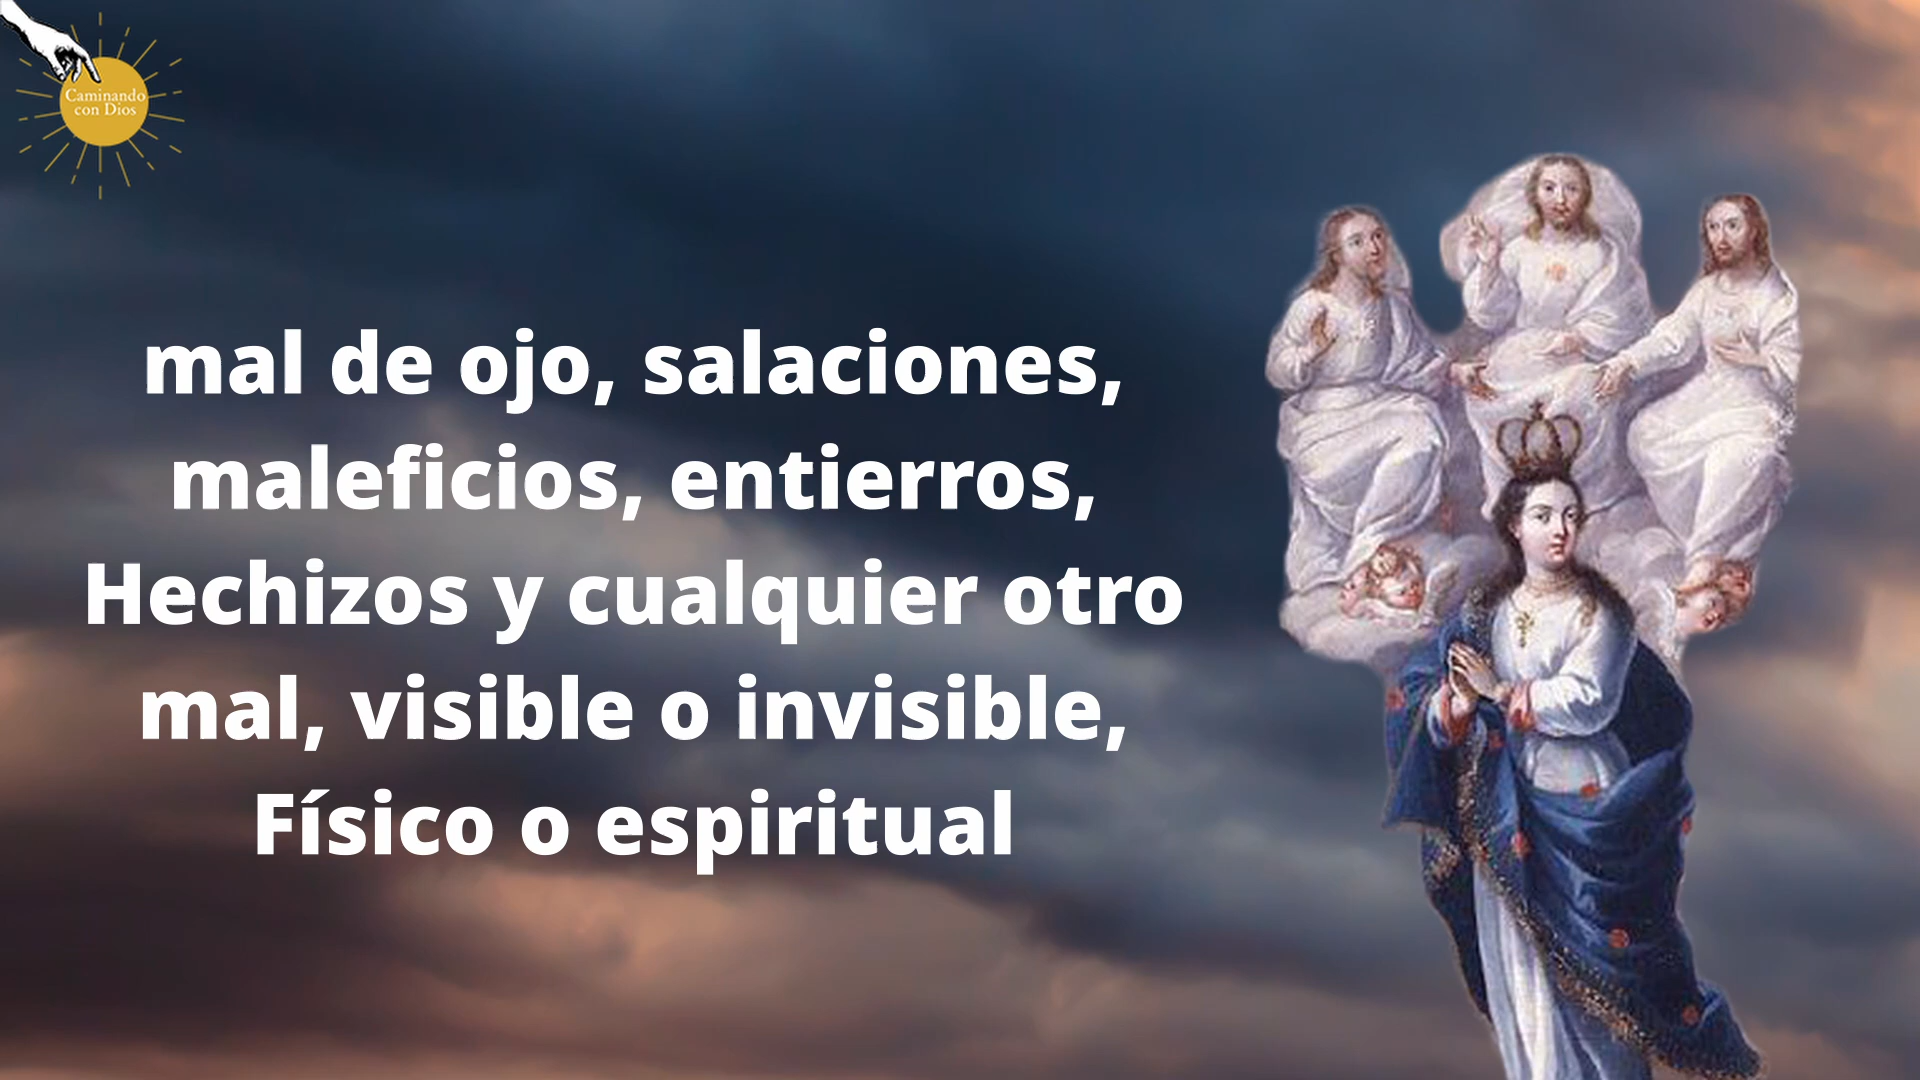 Caminando
con Dios
mal de ojo, salaciones,
maleficios, entierros,
Hechizos y cualquier otro
mal, visible o invisible,
Físico o espiritual